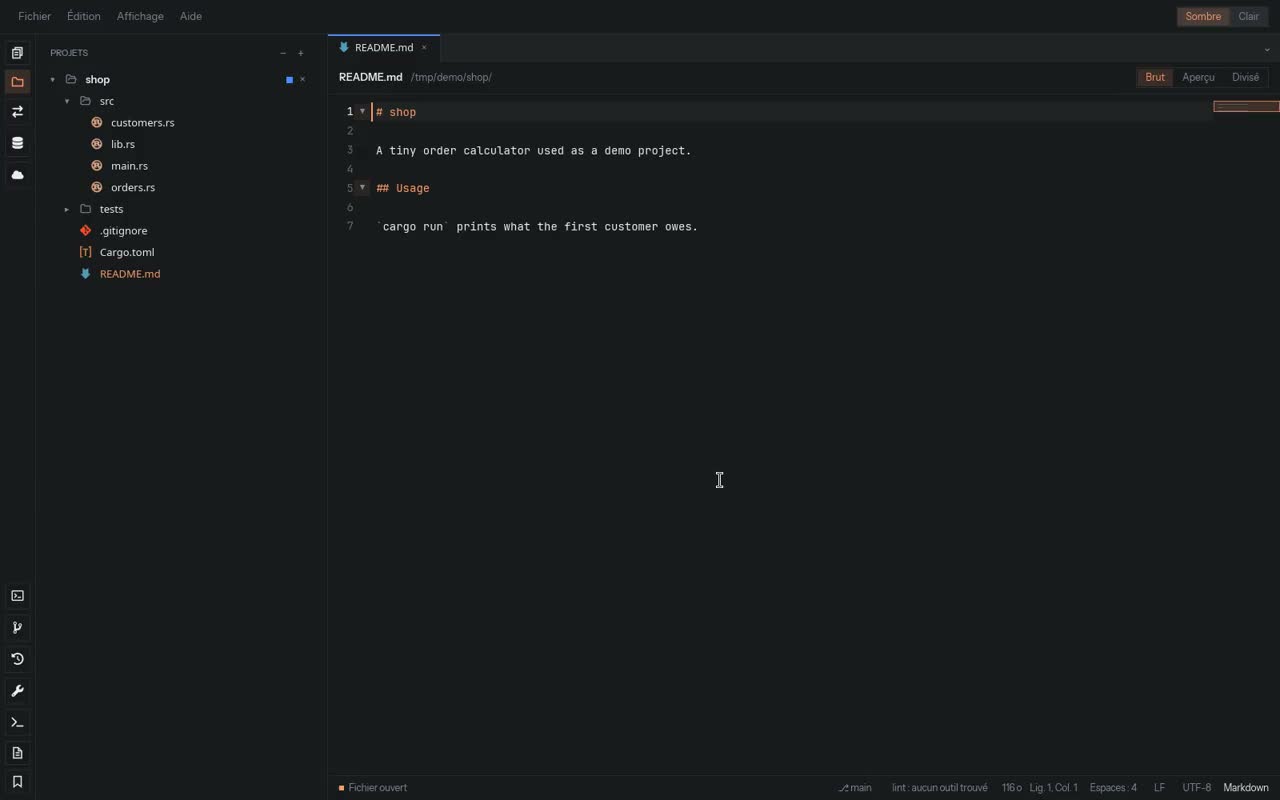 Fichier Édition Affichage Aide Sombre Clair
PROJETS − +
README.md ×
shop ×
README.md /tmp/demo/shop/ Brut Aperçu Divisé
src
customers.rs
lib.rs
main.rs
orders.rs
tests
.gitignore
[T] Cargo.toml
README.md
1 # shop
2
3 A tiny order calculator used as a demo project.
4
5 ## Usage
6
7 `cargo run` prints what the first customer owes.
Fichier ouvert main lint : aucun outil trouvé 116 o Lig. 1, Col. 1 Espaces : 4 LF UTF-8 Markdown